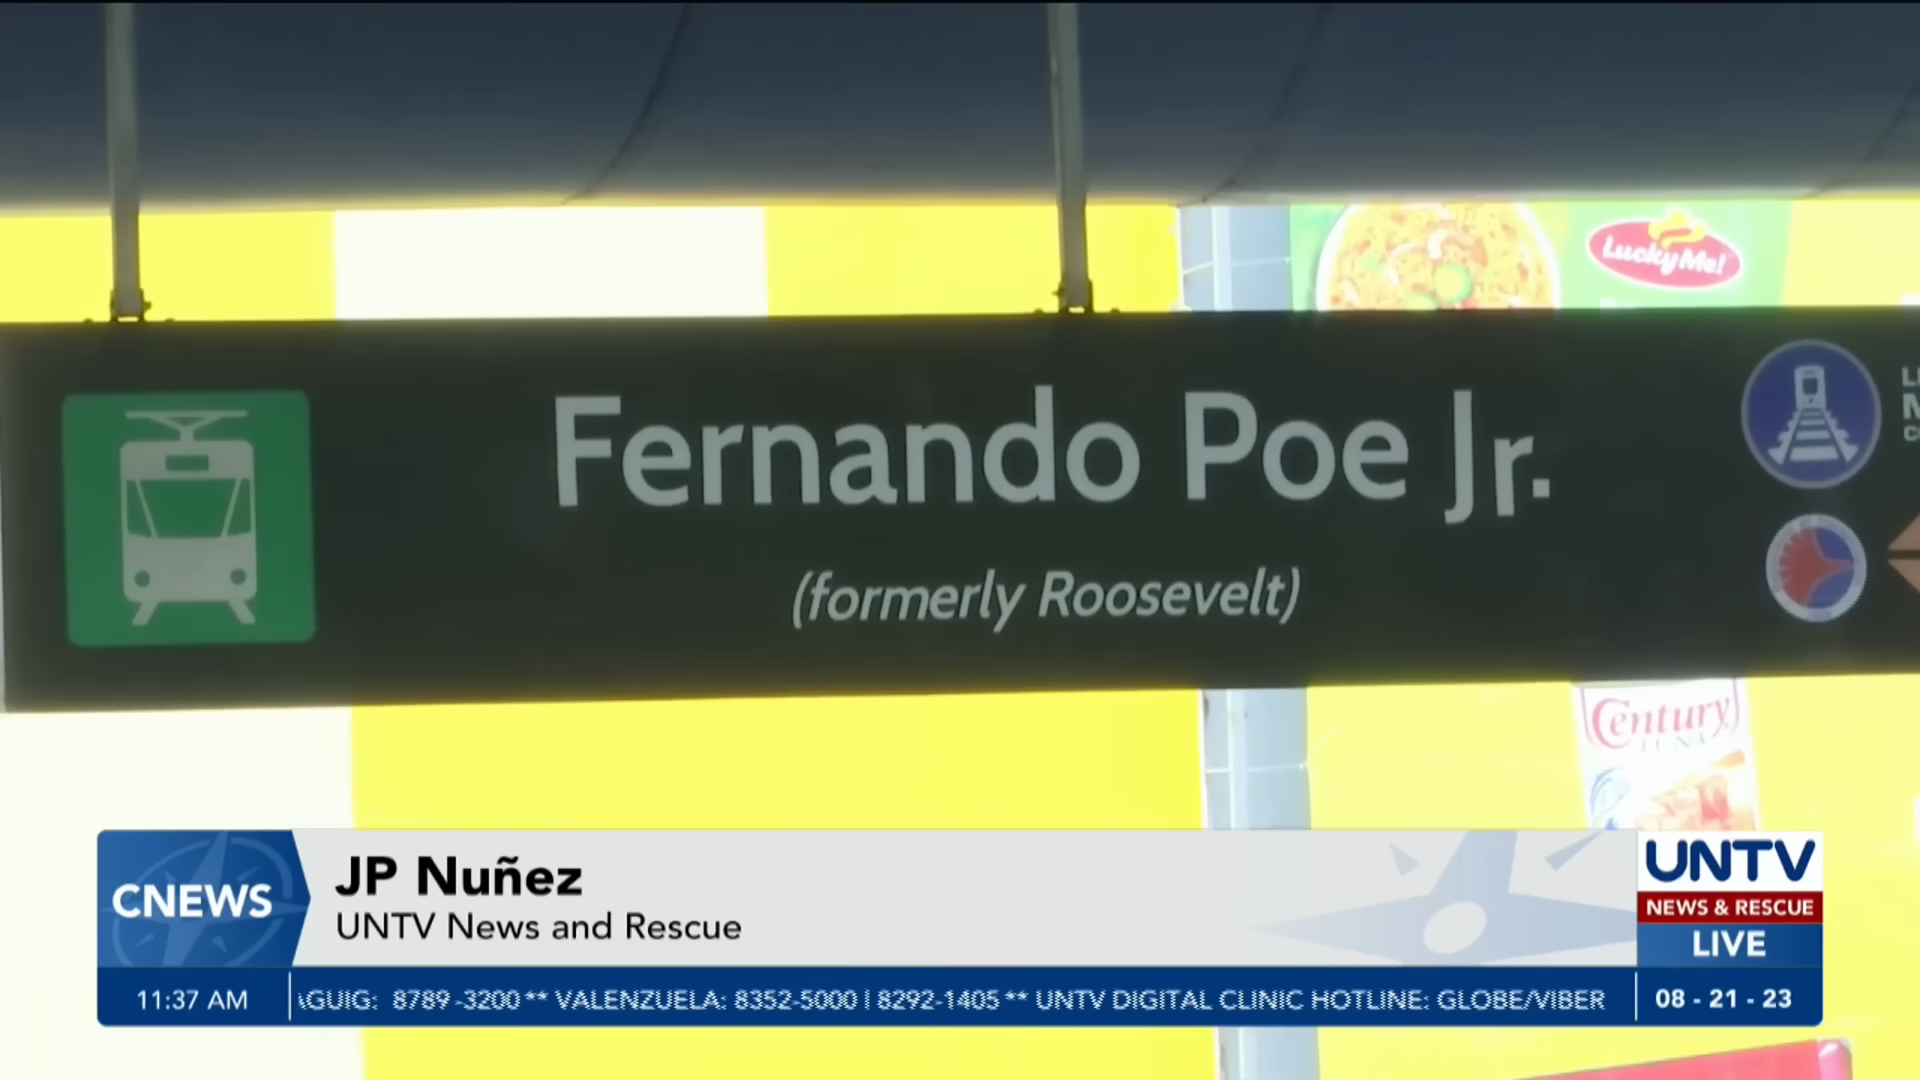 Lucky Me!
Fernando Poe Jr.
(formerly Roosevelt)
Century
TUNA
CNEWS
JP Nuñez
UNTV News and Rescue
UNTV
NEWS & RESCUE
LIVE
11:37 AM
AGUIG: 8789-3200 ** VALENZUELA: 8352-5000 | 8292-1405 ** UNTV DIGITAL CLINIC HOTLINE: GLOBE/VIBER
08 - 21 - 23